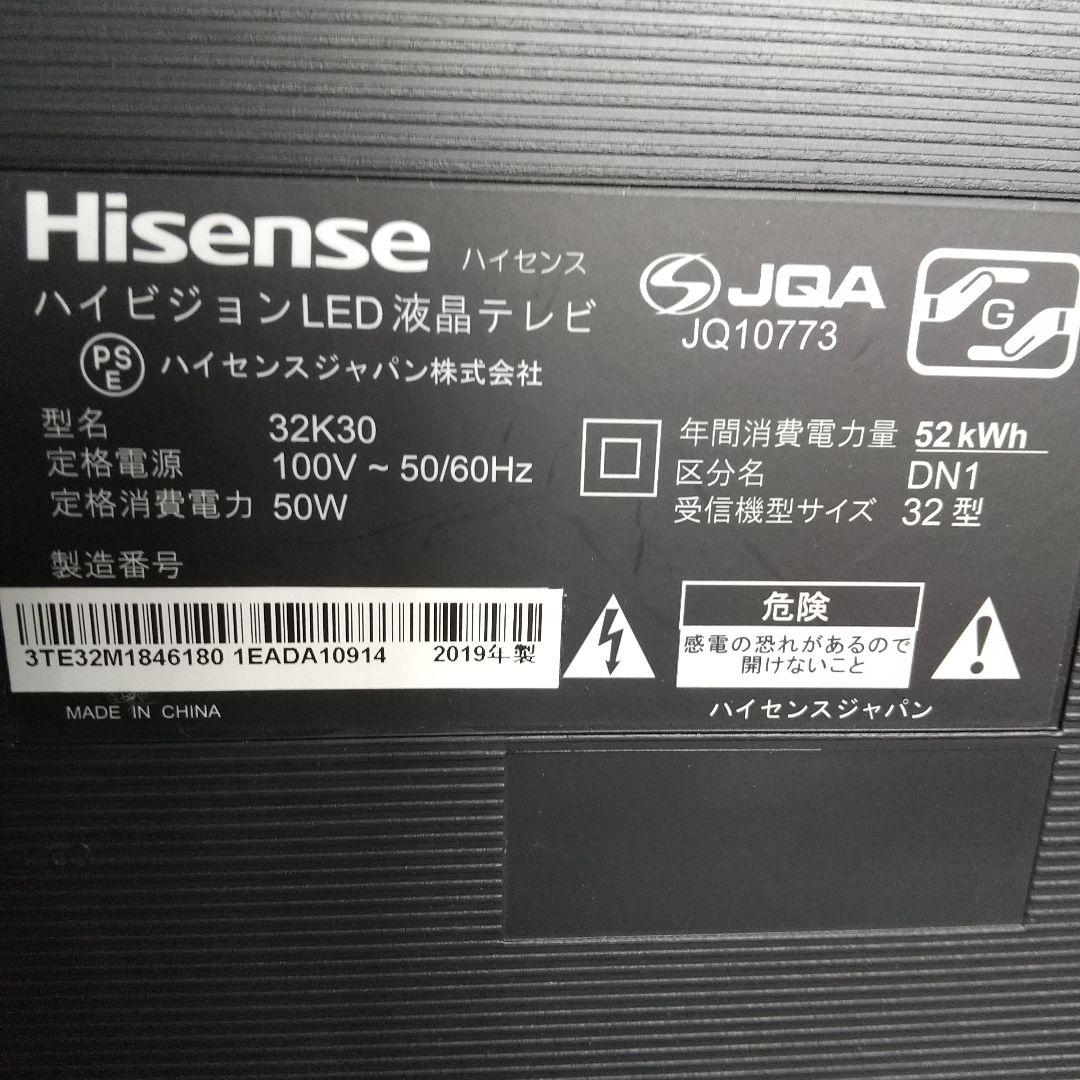 Hisense ハイセンス
ハイビジョンLED液晶テレビ
PSE ハイセンスジャパン株式会社
JQA
JQ10773
G
型名 32K30
定格電源 100V ~ 50/60Hz
定格消費電力 50W
年間消費電力量 52kWh
区分名 DN1
受信機型サイズ 32型
製造番号
3TE32M1846180 1EADA10914 2019年製
危険
感電の恐れがあるので
開けないこと
MADE IN CHINA
ハイセンスジャパン